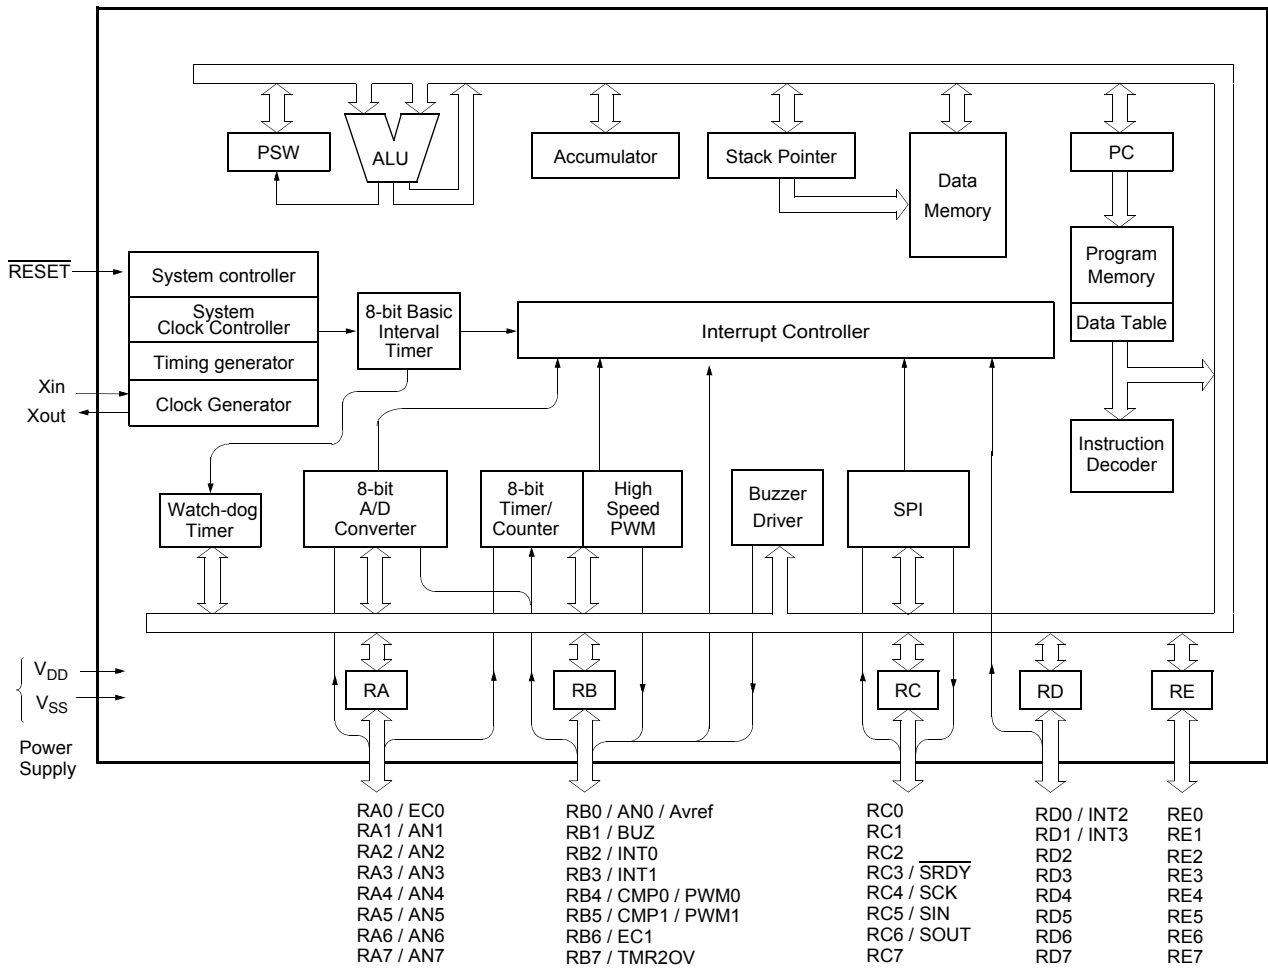 PSW
ALU
Accumulator
Stack Pointer
Data
Memory
PC
Program
Memory
Data Table
Instruction
Decoder
RESET
System controller
System
Clock Controller
Timing generator
Clock Generator
Xin
Xout
8-bit Basic
Interval
Timer
Interrupt Controller
Watch-dog
Timer
8-bit
A/D
Converter
8-bit
Timer/
Counter
High
Speed
PWM
Buzzer
Driver
SPI
VDD
VSS
Power
Supply
RA
RB
RC
RD
RE
RA0 / EC0
RA1 / AN1
RA2 / AN2
RA3 / AN3
RA4 / AN4
RA5 / AN5
RA6 / AN6
RA7 / AN7
RB0 / AN0 / Avref
RB1 / BUZ
RB2 / INT0
RB3 / INT1
RB4 / CMP0 / PWM0
RB5 / CMP1 / PWM1
RB6 / EC1
RB7 / TMR2OV
RC0
RC1
RC2
RC3 / SRDY
RC4 / SCK
RC5 / SIN
RC6 / SOUT
RC7
RD0 / INT2
RD1 / INT3
RD2
RD3
RD4
RD5
RD6
RD7
RE0
RE1
RE2
RE3
RE4
RE5
RE6
RE7